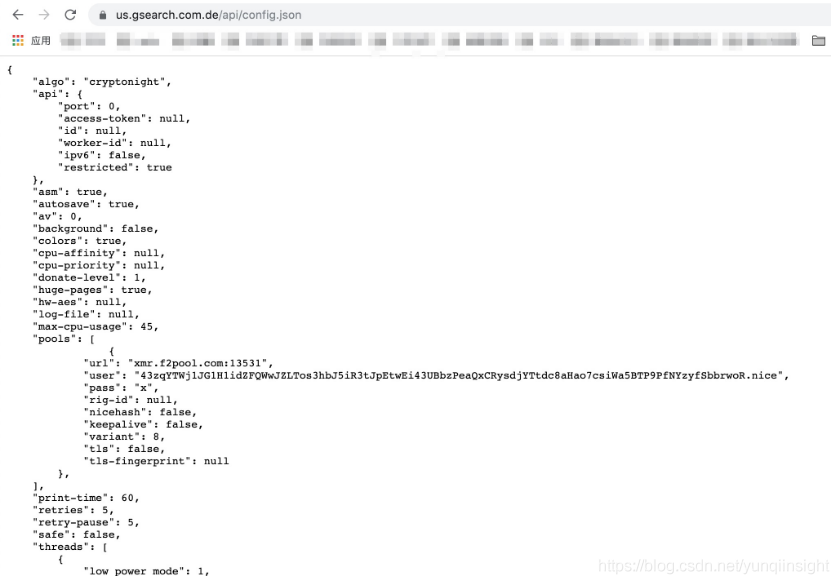 us.gsearch.com.de/api/config.json
应用
{
    "algo": "cryptonight",
    "api": {
        "port": 0,
        "access-token": null,
        "id": null,
        "worker-id": null,
        "ipv6": false,
        "restricted": true
    },
    "asm": true,
    "autosave": true,
    "av": 0,
    "background": false,
    "colors": true,
    "cpu-affinity": null,
    "cpu-priority": null,
    "donate-level": 1,
    "huge-pages": true,
    "hw-aes": null,
    "log-file": null,
    "max-cpu-usage": 45,
    "pools": [
                {
            "url": "xmr.f2pool.com:13531",
            "user": "43zqYTWj1JG1H1idZFQWwJZLTos3hbJ5iR3tJpEtwEi43UBbzPeaQxCRysdjYTtdc8aHao7csiWa5BTP9PfNYzyfSbbrwoR.nice",
            "pass": "x",
            "rig-id": null,
            "nicehash": false,
            "keepalive": false,
            "variant": 8,
            "tls": false,
            "tls-fingerprint": null
        },
    ],
    "print-time": 60,
    "retries": 5,
    "retry-pause": 5,
    "safe": false,
    "threads": [
        {
            "low_power_mode": 1,
https://blog.csdn.net/yunqiinsight